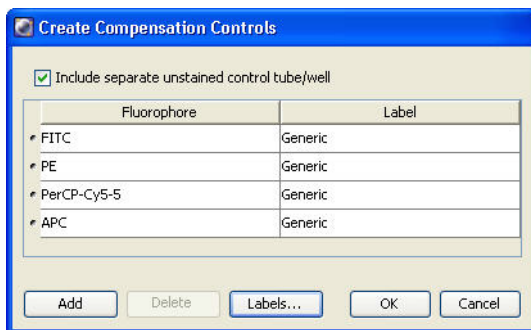 Create Compensation Controls
Include separate unstained control tube/well
Fluorophore Label
FITC Generic
PE Generic
PerCP-Cy5-5 Generic
APC Generic
Add Delete Labels... OK Cancel